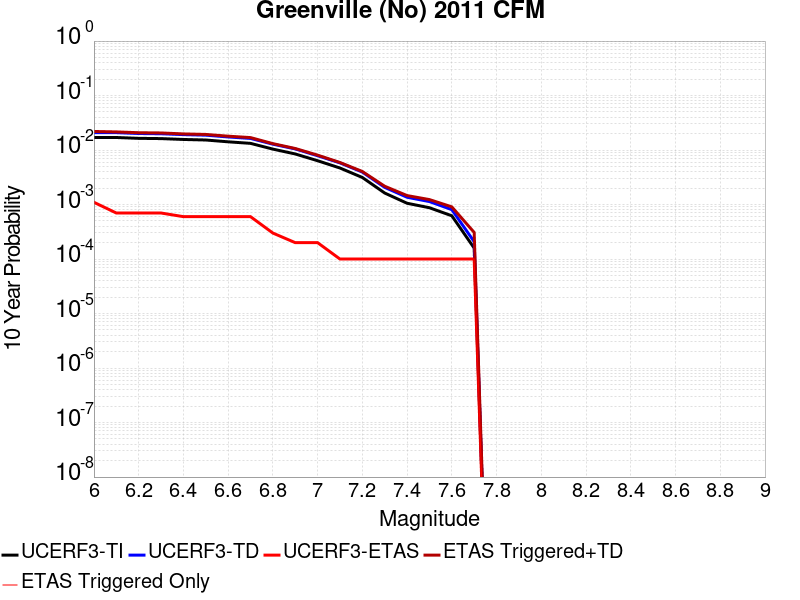 Greenville (No) 2011 CFM
10^0
10^-1
10^-2
10^-3
10^-4
10^-5
10^-6
10^-7
10^-8
10 Year Probability
6 6.2 6.4 6.6 6.8 7 7.2 7.4 7.6 7.8 8 8.2 8.4 8.6 8.8 9
Magnitude
UCERF3-TI UCERF3-TD UCERF3-ETAS ETAS Triggered+TD
ETAS Triggered Only